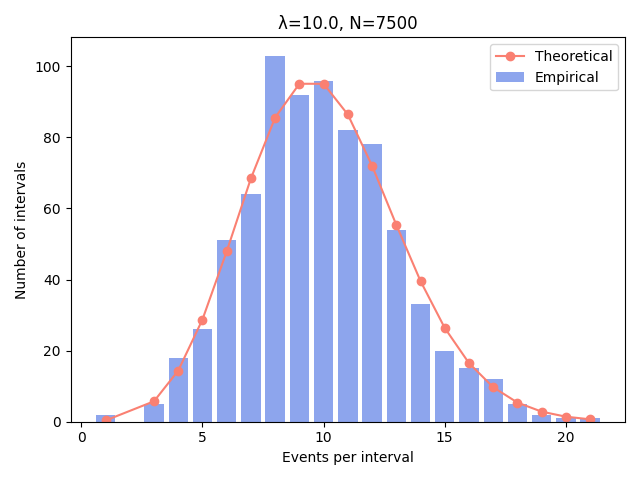 λ=10.0, N=7500
Theoretical
Empirical
Number of intervals
100
80
60
40
20
0
0
5
10
15
20
Events per interval